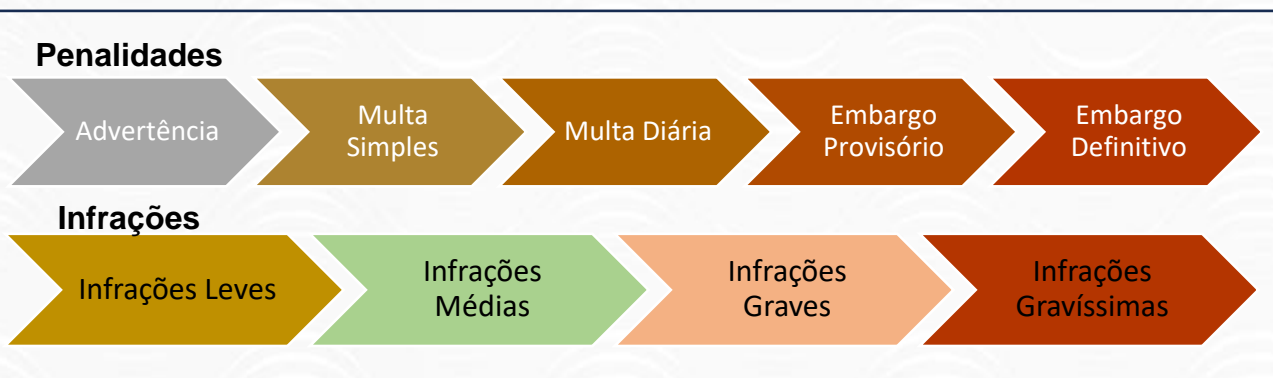 Penalidades
Advertência
Multa
Simples
Multa Diária
Embargo
Provisório
Embargo
Definitivo
Infrações
Infrações Leves
Infrações
Médias
Infrações
Graves
Infrações
Gravíssimas